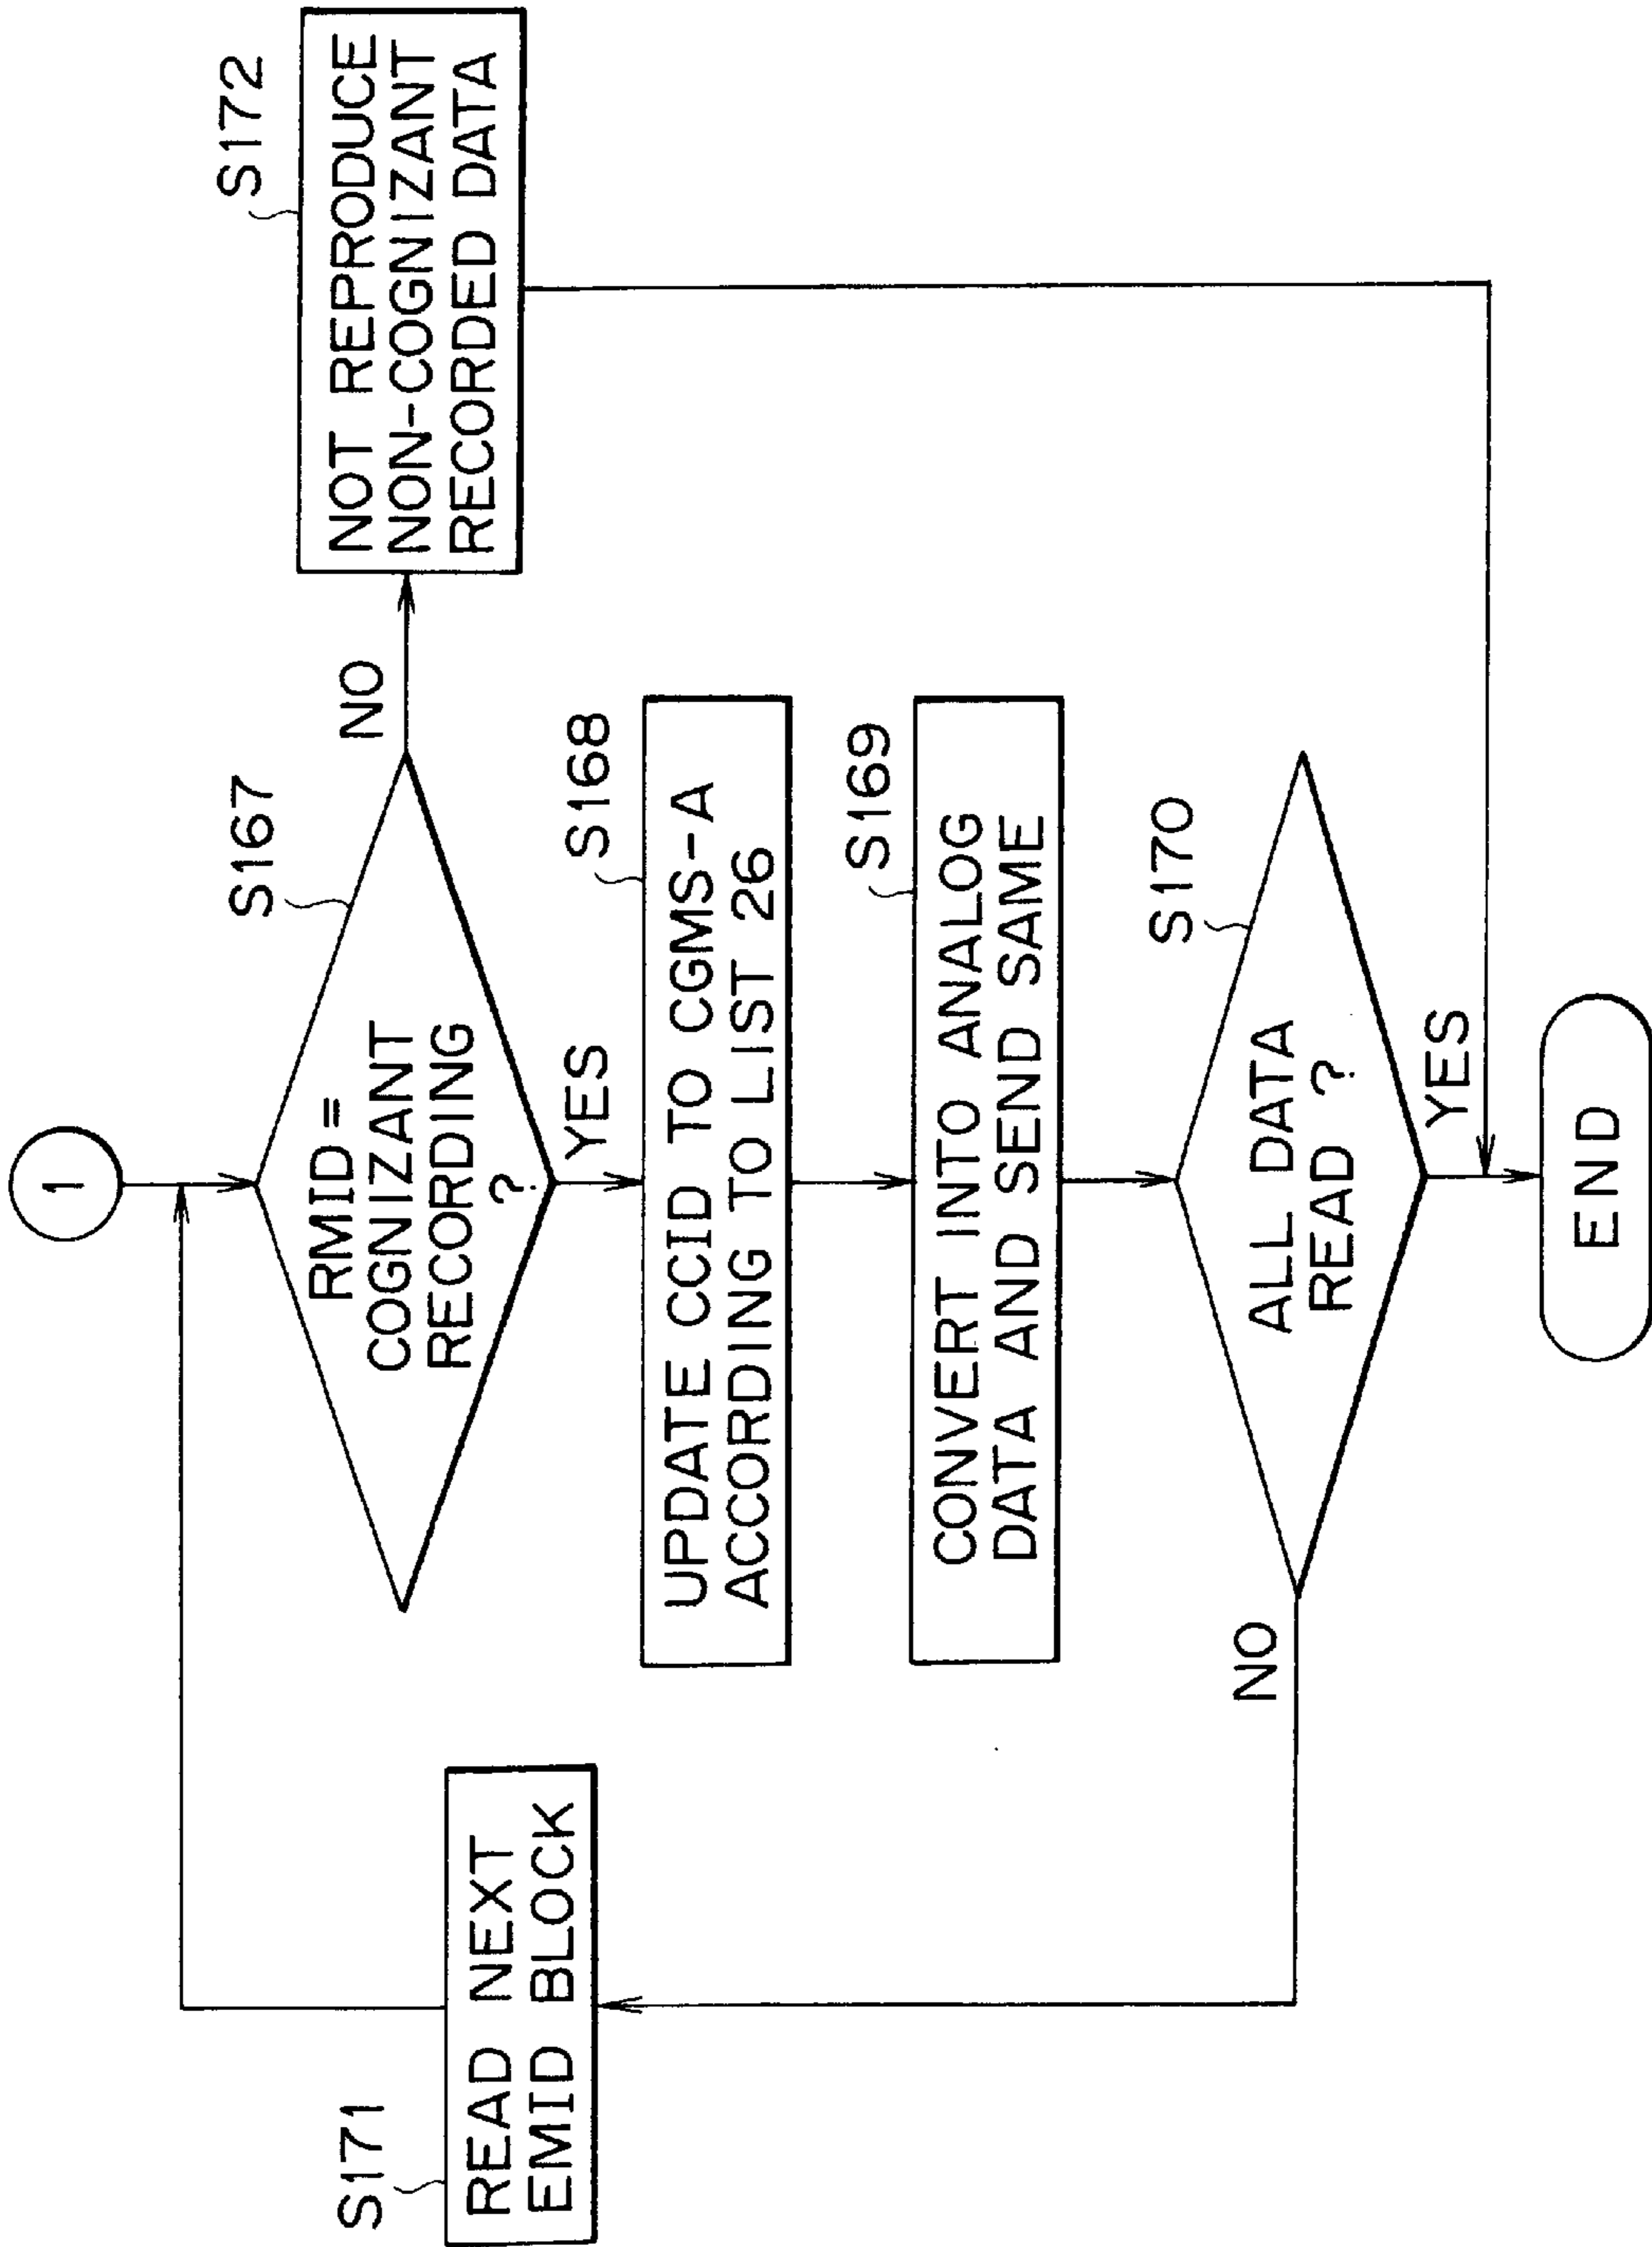 1
S167
RMID=
COGNIZANT
RECORDING
?
NO
S172
NOT REPRODUCE
NON-COGNIZANT
RECORDED DATA
YES
S168
UPDATE CCID TO CGMS-A
ACCORDING TO LIST 26
S169
CONVERT INTO ANALOG
DATA AND SEND SAME
S170
ALL DATA
READ ?
NO
S171
READ NEXT
EMID BLOCK
YES
END